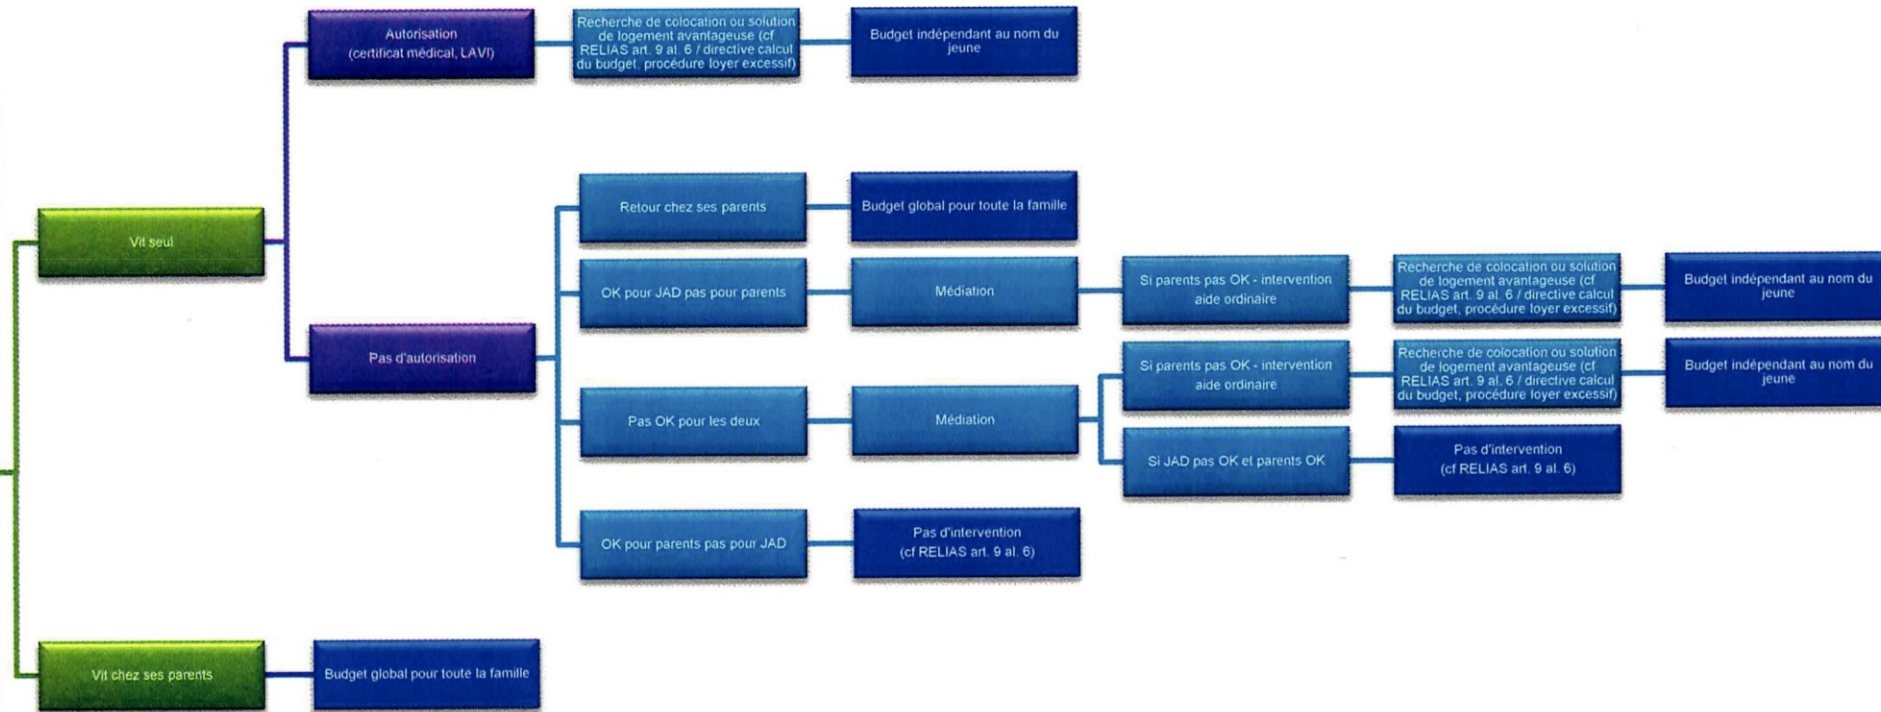 Autorisation
(certificat médical, LAVI)
Recherche de colocation ou solution
de logement avantageuse (cf
RELIAS art. 9 al. 6 / directive calcul
du budget, procédure loyer excessif)
Budget indépendant au nom du
jeune
Vit seul
Retour chez ses parents
Budget global pour toute la famille
OK pour JAD pas pour parents
Médiation
Si parents pas OK - intervention
aide ordinaire
Recherche de colocation ou solution
de logement avantageuse (cf
RELIAS art. 9 al. 6 / directive calcul
du budget, procédure loyer excessif)
Budget indépendant au nom du
jeune
Pas d'autorisation
Pas OK pour les deux
Médiation
Si parents pas OK - intervention
aide ordinaire
Recherche de colocation ou solution
de logement avantageuse (cf
RELIAS art. 9 al. 6 / directive calcul
du budget, procédure loyer excessif)
Budget indépendant au nom du
jeune
Si JAD pas OK et parents OK
Pas d'intervention
(cf RELIAS art. 9 al. 6)
OK pour parents pas pour JAD
Pas d'intervention
(cf RELIAS art. 9 al. 6)
Vit chez ses parents
Budget global pour toute la famille